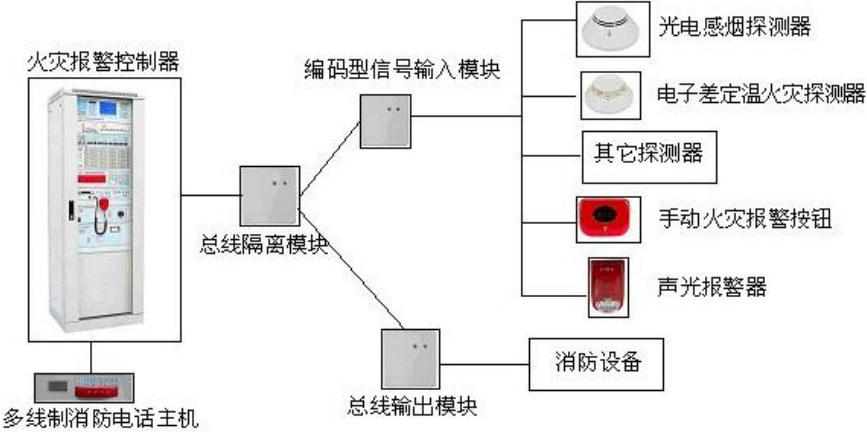 光电感烟探测器
火灾报警控制器
编码型信号输入模块
电子差定温火灾探测器
其它探测器
手动火灾报警按钮
总线隔离模块
声光报警器
消防设备
总线输出模块
多线制消防电话主机